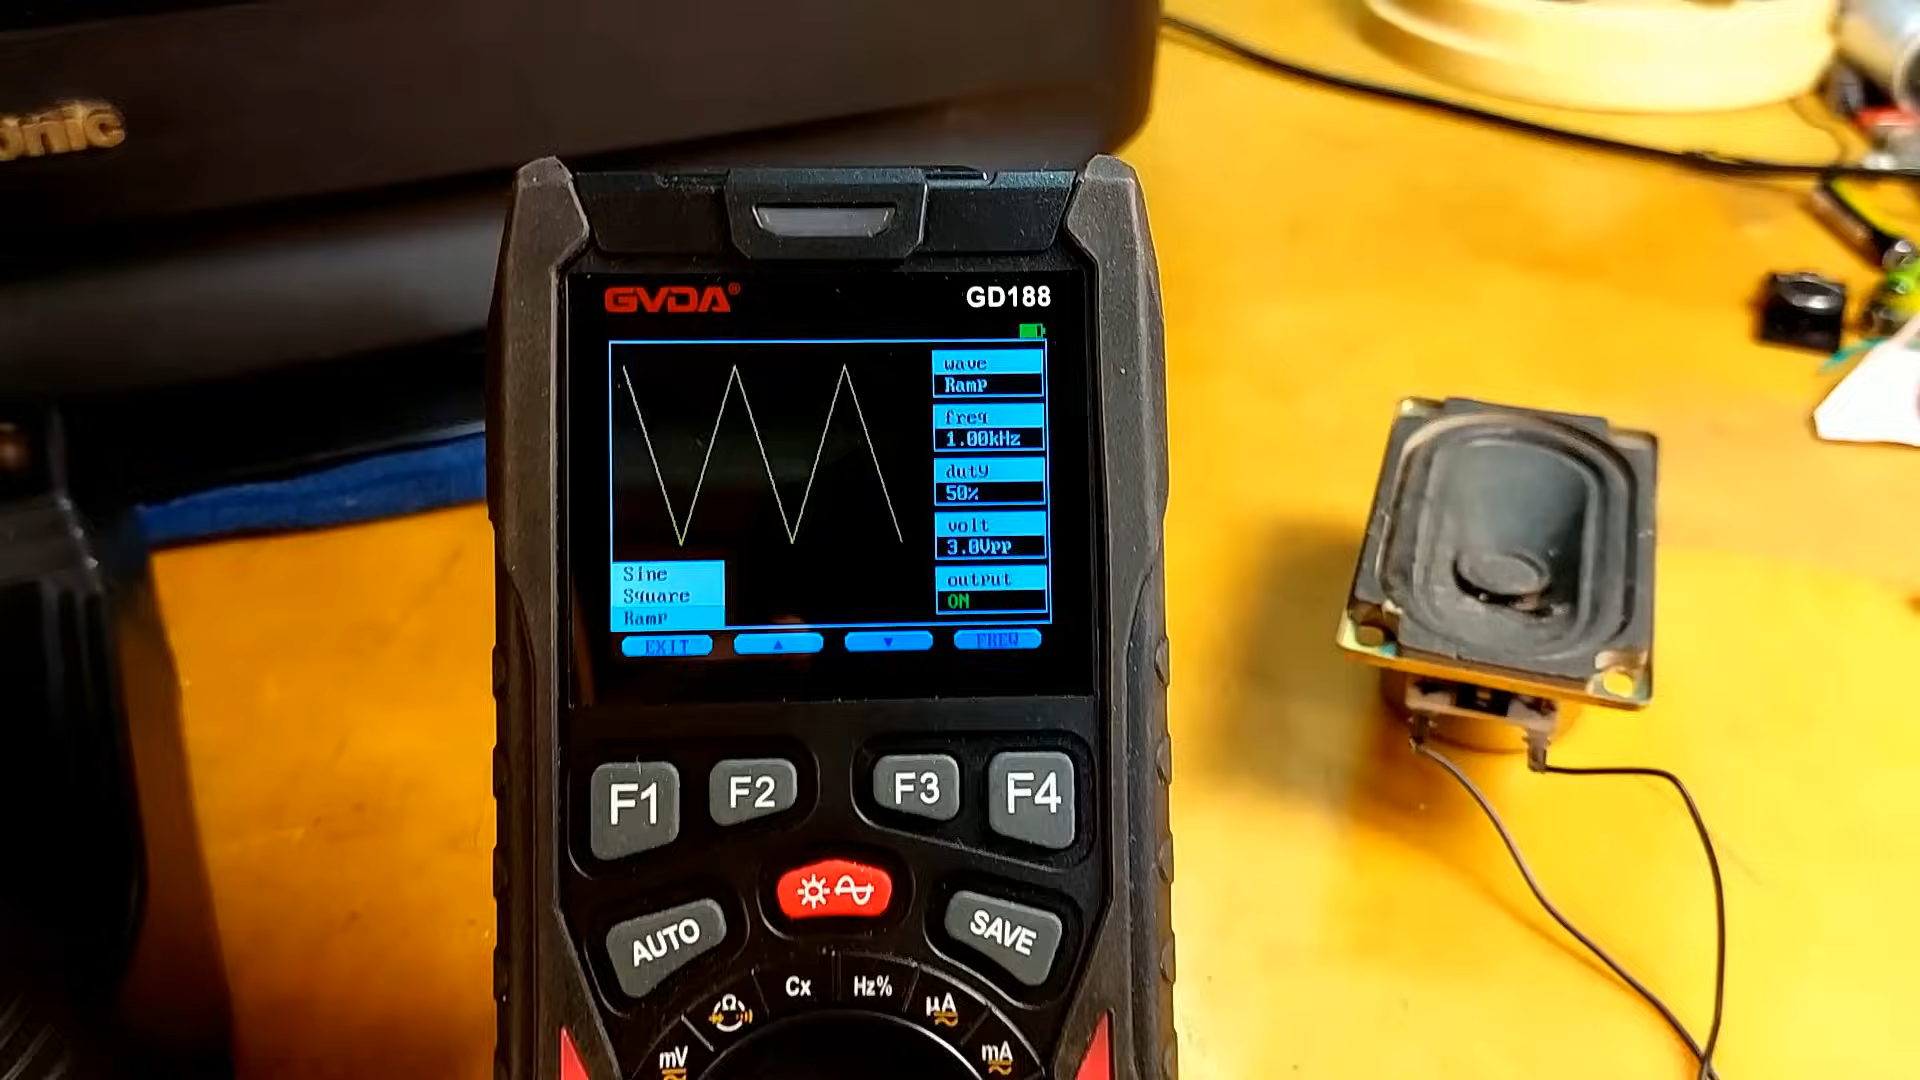 onic
GVDA®
GD188
wave
Ramp
freq
1.00kHz
duty
50%
volt
3.0Vpp
output
ON
Sine
Square
Ramp
EXIT ▲ ▼ FREQ
F1 F2 F3 F4
AUTO
SAVE
mV
Ω
Cx
Hz%
µA
mA